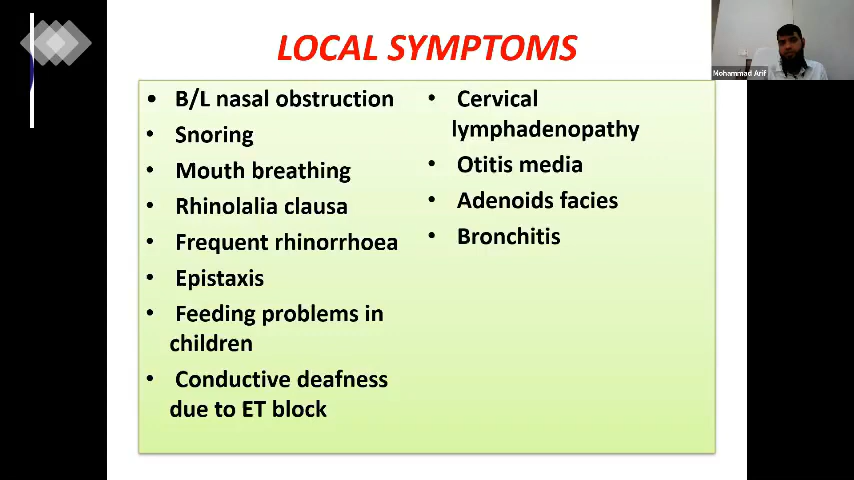 LOCAL SYMPTOMS
Mohammad Arif
• B/L nasal obstruction
• Snoring
• Mouth breathing
• Rhinolalia clausa
• Frequent rhinorrhoea
• Epistaxis
• Feeding problems in
children
• Conductive deafness
due to ET block
• Cervical
lymphadenopathy
• Otitis media
• Adenoids facies
• Bronchitis